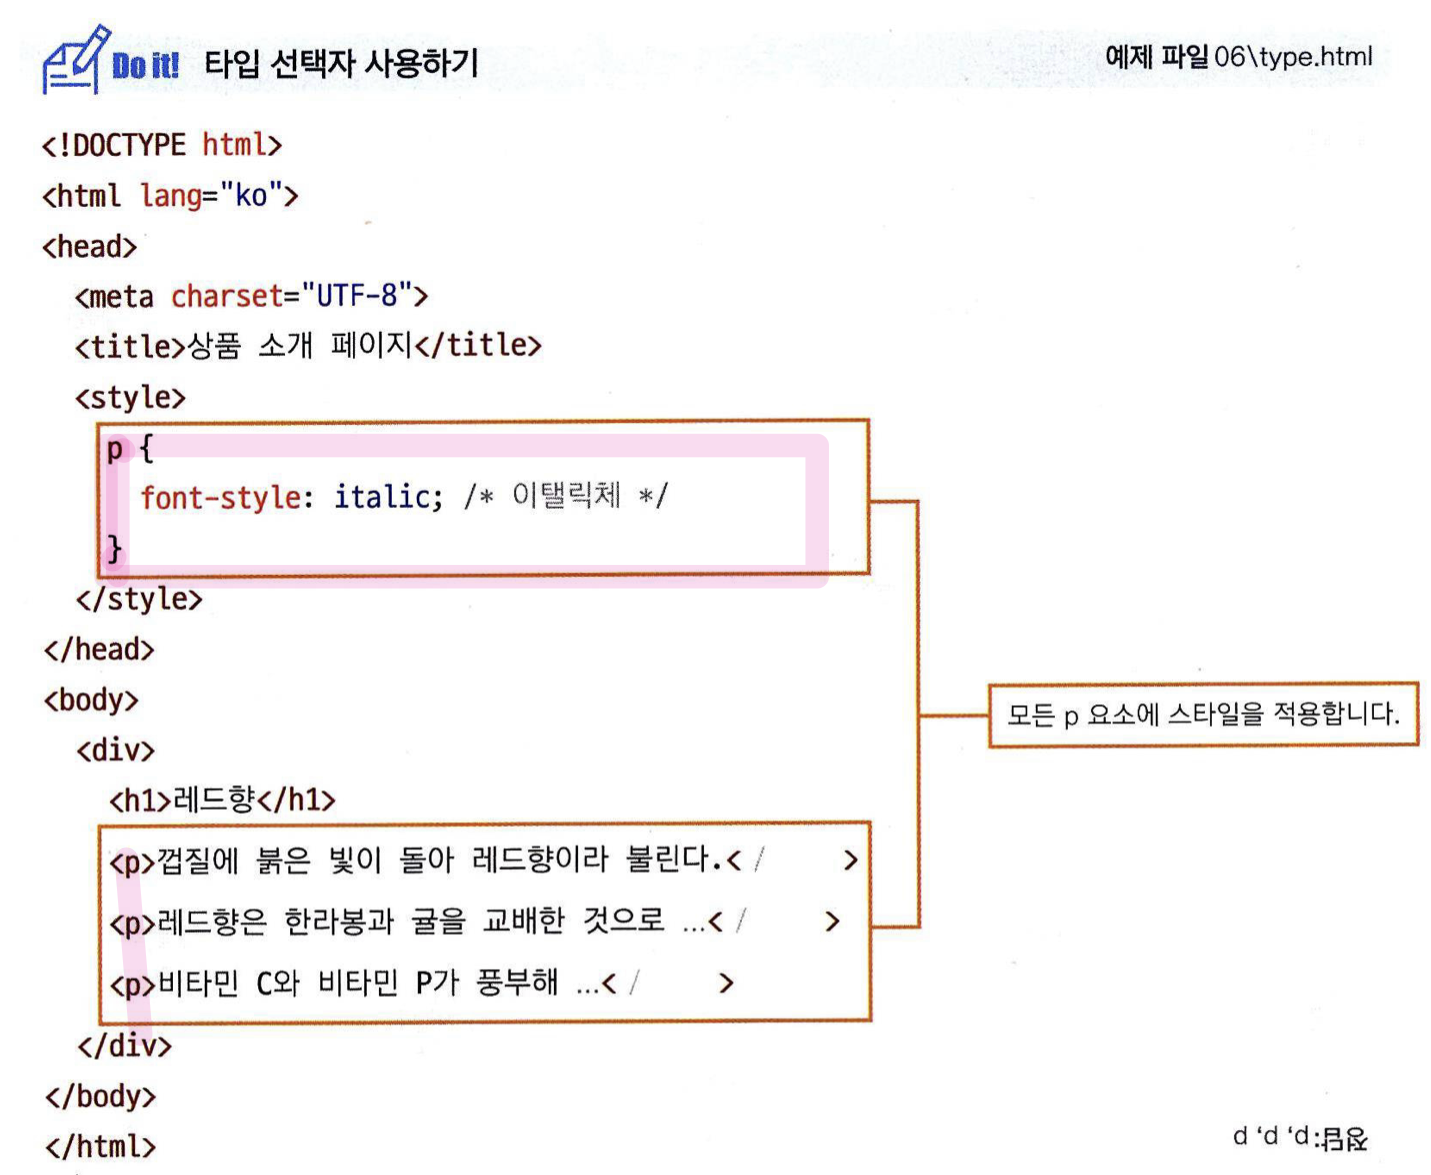 Do it! 타입 선택자 사용하기
예제 파일 06\type.html
<!DOCTYPE html>
<html lang="ko">
<head>
<meta charset="UTF-8">
<title>상품 소개 페이지</title>
<style>
p {
font-style: italic; /* 이탤릭체 */
}
</style>
</head>
<body>
모든 p 요소에 스타일을 적용합니다.
<div>
<h1>레드향</h1>
<p>껍질에 붉은 빛이 돌아 레드향이라 불린다.</ >
<p>레드향은 한라봉과 귤을 교배한 것으로 ...</ >
<p>비타민 C와 비타민 P가 풍부해 ...</ >
</div>
</body>
</html>
정답: p, p, p